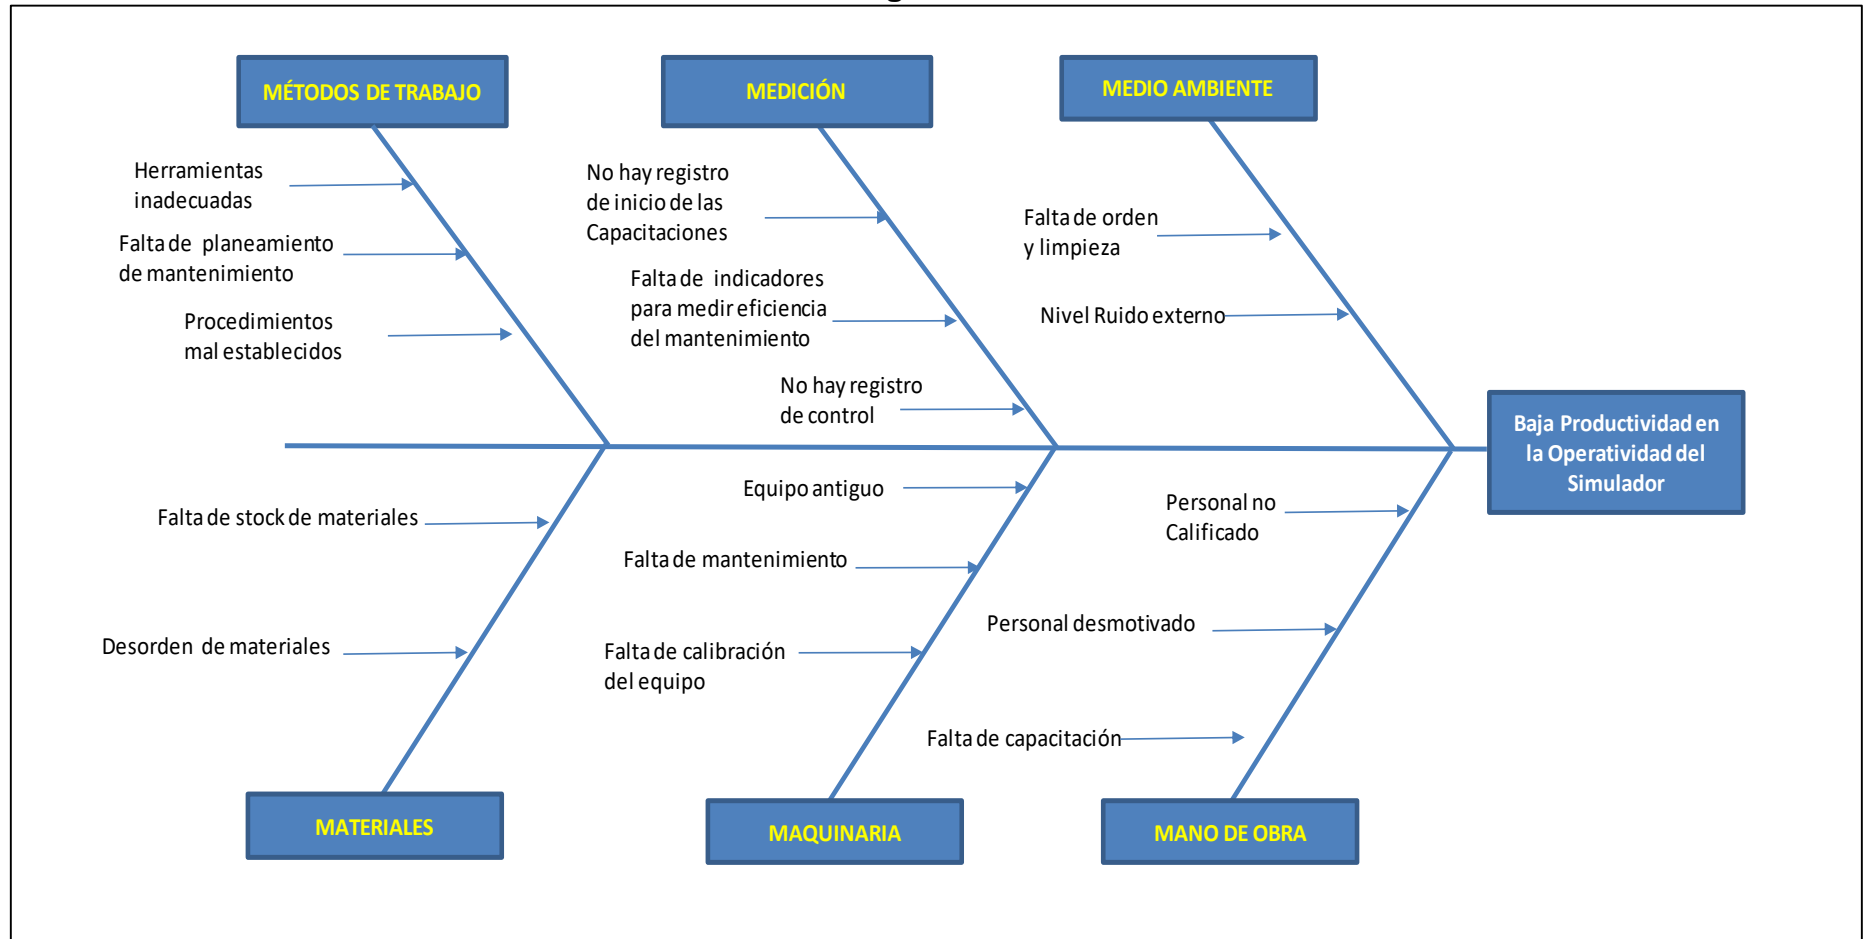 MÉTODOS DE TRABAJO
MEDICIÓN
MEDIO AMBIENTE
Herramientas
inadecuadas
Falta de planeamiento
de mantenimiento
Procedimientos
mal establecidos
No hay registro
de inicio de las
Capacitaciones
Falta de indicadores
para medir eficiencia
del mantenimiento
No hay registro
de control
Falta de orden
y limpieza
Nivel Ruido externo
Baja Productividad en
la Operatividad del
Simulador
Falta de stock de materiales
Desorden de materiales
Equipo antiguo
Falta de mantenimiento
Falta de calibración
del equipo
Personal no
Calificado
Personal desmotivado
Falta de capacitación
MATERIALES
MAQUINARIA
MANO DE OBRA